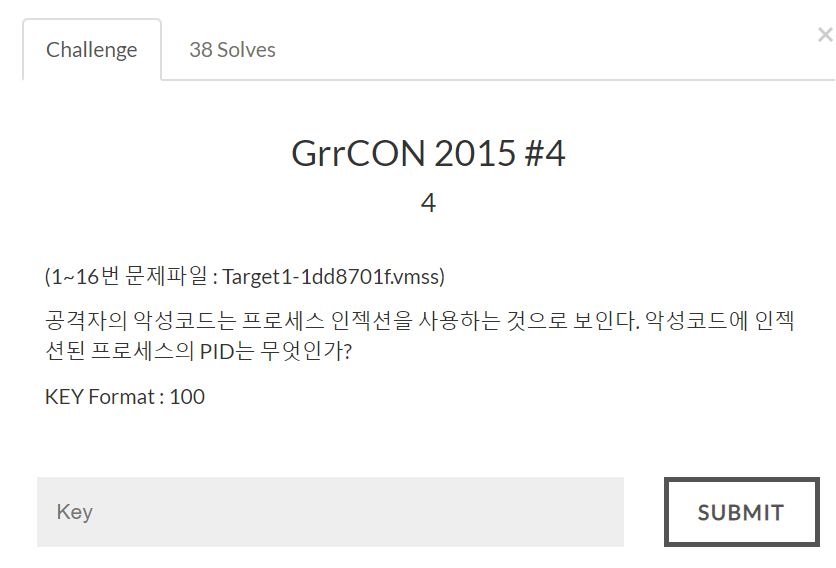 Challenge
38 Solves
×
GrrCON 2015 #4
4
(1~16번 문제파일 : Target1-1dd8701f.vmss)
공격자의 악성코드는 프로세스 인젝션을 사용하는 것으로 보인다. 악성코드에 인젝
션된 프로세스의 PID는 무엇인가?
KEY Format : 100
Key
SUBMIT